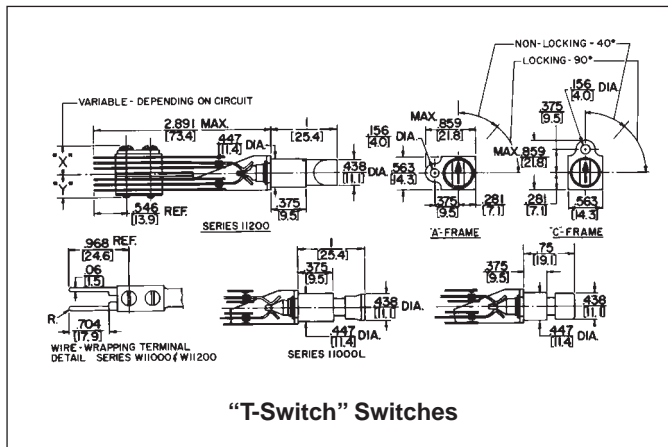 NON-LOCKING-40°
LOCKING-90°
VARIABLE-DEPENDING ON CIRCUIT
2.891 MAX.
[73.4]
.447 DIA.
[11.4]
1
[25.4]
"X"
"Y"
.546 REF.
[13.9]
.375
[9.5]
.438 DIA.
[11.1]
SERIES 11200
.156 DIA.
[4.0]
MAX. .859
[21.8]
.563
[14.3]
.375
[9.5]
.281
[7.1]
"A"-FRAME
.156 DIA.
[4.0]
.375
[9.5]
MAX. .859
[21.8]
.281
[7.1]
.563
[14.3]
"C"-FRAME
.968 REF.
[24.6]
.06
[1.5]
R.
.704
[17.9]
WIRE-WRAPPING TERMINAL
DETAIL SERIES W11000 & W11200
1
[25.4]
.375
[9.5]
.438 DIA.
[11.1]
.447 DIA.
[11.4]
SERIES 11000L
.75
[19.1]
.375
[9.5]
.438
[11.1]
.447 DIA.
[11.4]
"T-Switch" Switches